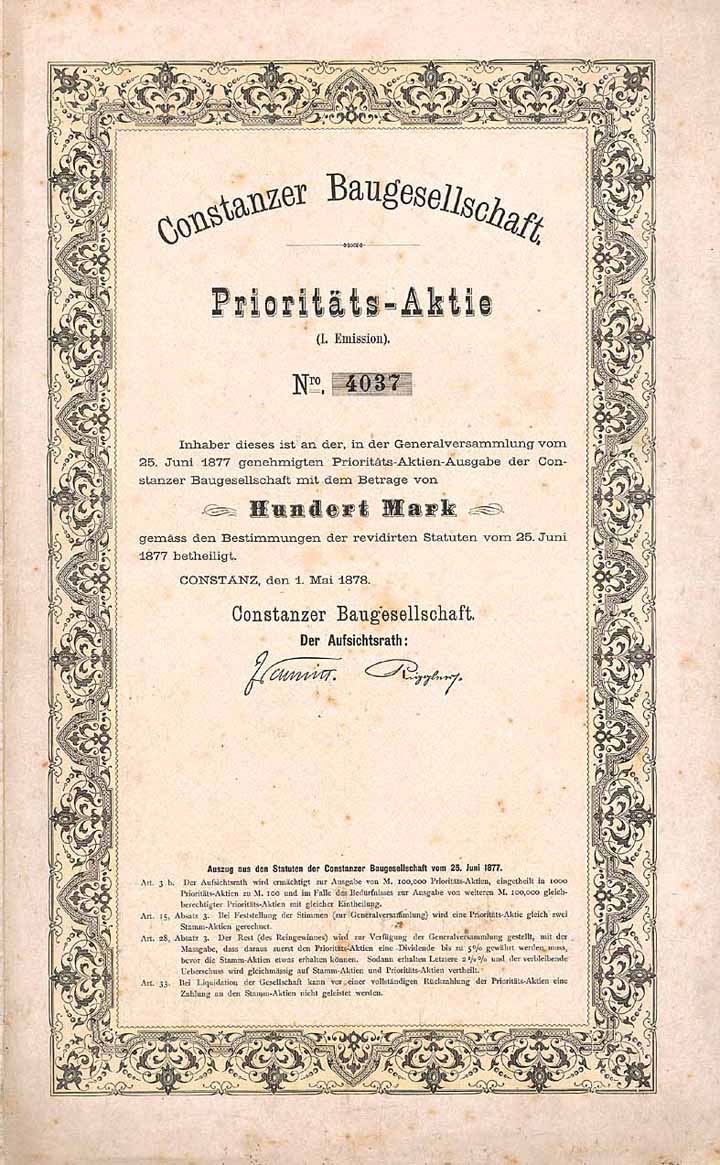 Constanzer Baugesellschaft.
Prioritäts-Aktie
(I. Emission).
Nro. 4037
Inhaber dieses ist an der, in der Generalversammlung vom
25. Juni 1877 genehmigten Prioritäts-Aktien-Ausgabe der Con-
stanzer Baugesellschaft mit dem Betrage von
Hundert Mark
gemäss den Bestimmungen der revidirten Statuten vom 25. Juni
1877 betheiligt.
CONSTANZ, den 1. Mai 1878.
Constanzer Baugesellschaft.
Der Aufsichtsrath:
Auszug aus den Statuten der Constanzer Baugesellschaft vom 25. Juni 1877.
Art. 3 b. Der Aufsichtsrath wird ermächtigt zur Ausgabe von M. 100,000 Prioritäts-Aktien, eingetheilt in 1000
Prioritäts-Aktien zu M. 100 und im Falle des Bedürfnisses zur Ausgabe von weiteren M. 100,000 gleich-
berechtigter Prioritäts-Aktien mit gleicher Eintheilung.
Art. 15, Absatz 3. Bei Feststellung der Stimmen (zur Generalversammlung) wird eine Prioritäts-Aktie gleich zwei
Stamm-Aktien gerechnet.
Art. 28, Absatz 3. Der Rest (des Reingewinnes) wird zur Verfügung der Generalversammlung gestellt, mit der
Massgabe, dass daraus zuerst den Prioritäts-Aktien eine Dividende bis zu 5% gewährt werden muss,
bevor die Stamm-Aktien etwas erhalten können. Sodann erhalten Letztere 2 1/2 % und der verbleibende
Ueberschuss wird gleichmässig auf Stamm-Aktien und Prioritäts-Aktien vertheilt.
Art. 33. Bei Liquidation der Gesellschaft kann vor einer vollständigen Rückzahlung der Prioritäts-Aktien eine
Zahlung an den Stamm-Aktien nicht geleistet werden.